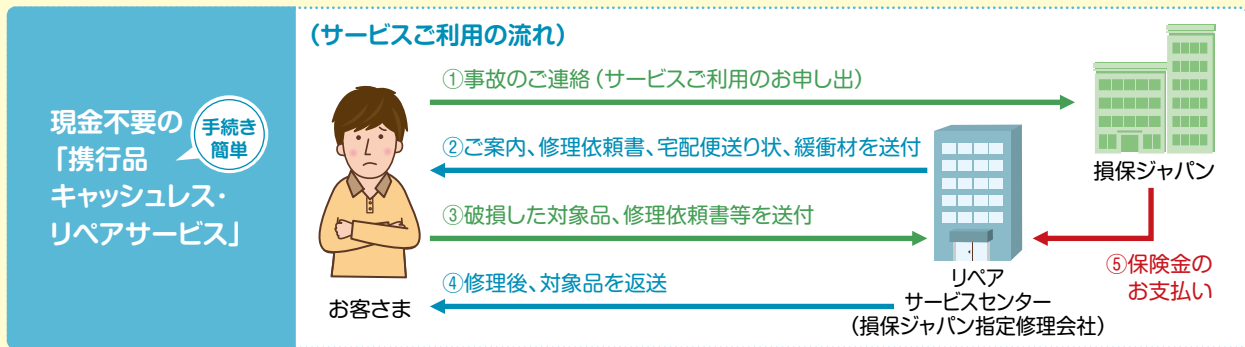 現金不要の
「携行品
キャッシュレス・
リペアサービス」
手続き
簡単
（サービスご利用の流れ）
①事故のご連絡（サービスご利用のお申し出）
②ご案内、修理依頼書、宅配便送り状、緩衝材を送付
③破損した対象品、修理依頼書等を送付
④修理後、対象品を返送
お客さま
損保ジャパン
リペア
サービスセンター
（損保ジャパン指定修理会社）
⑤保険金の
お支払い